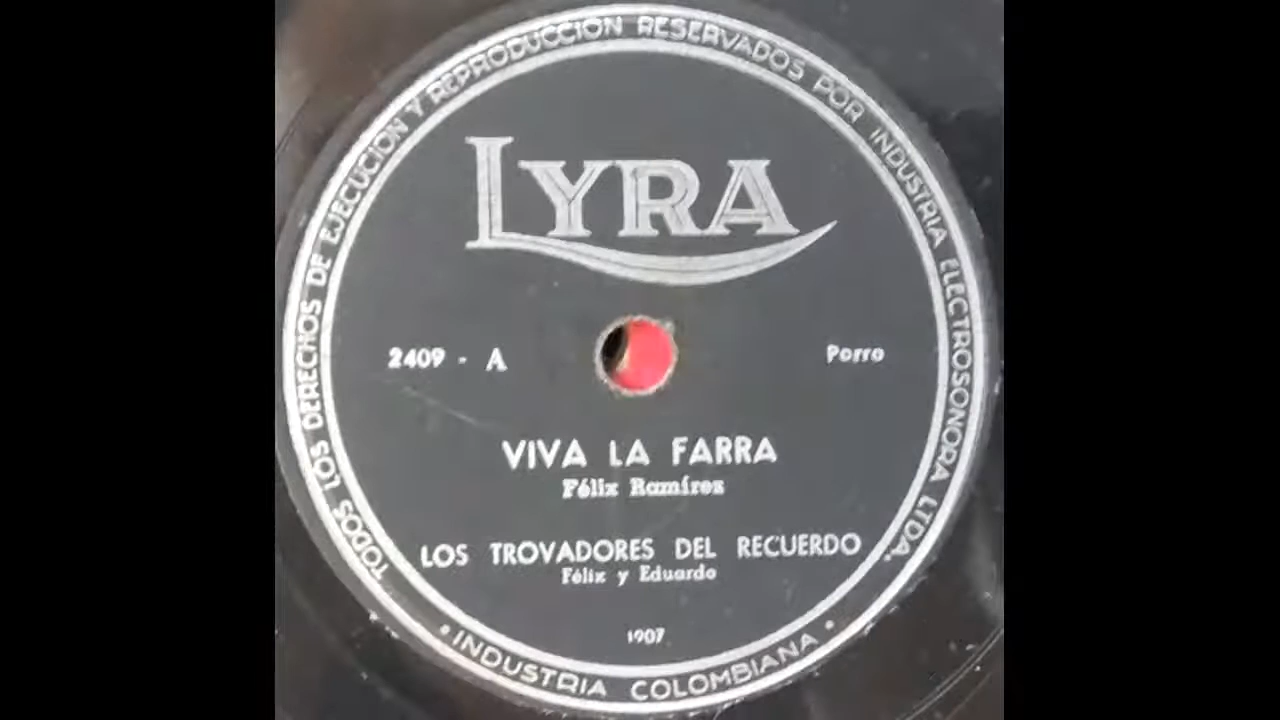 TODOS LOS DERECHOS DE EJECUCION Y REPRODUCCION RESERVADOS POR INDUSTRIA ELECTROSONORA LTDA.
LYRA
2409 - A
Porro
VIVA LA FARRA
Félix Ramírez
LOS TROVADORES DEL RECUERDO
Félix y Eduardo
1907
• INDUSTRIA COLOMBIANA •